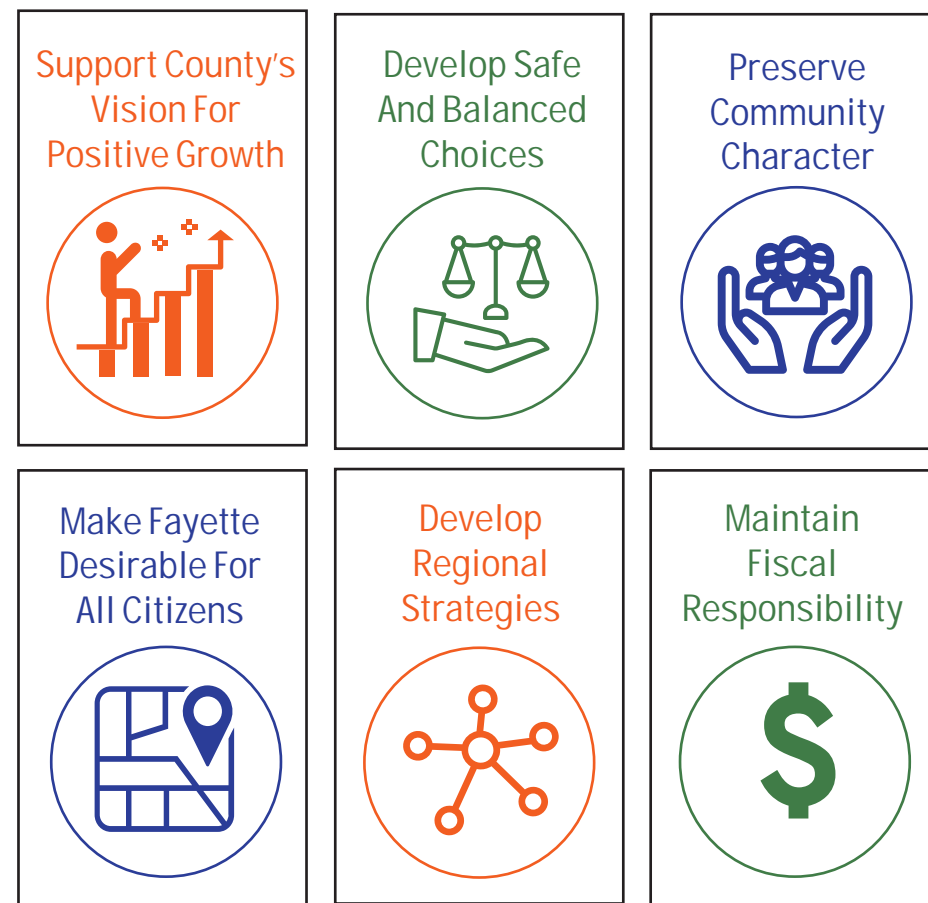 Support County's
Vision For
Positive Growth
Develop Safe
And Balanced
Choices
Preserve
Community
Character
Make Fayette
Desirable For
All Citizens
Develop
Regional
Strategies
Maintain
Fiscal
Responsibility
$